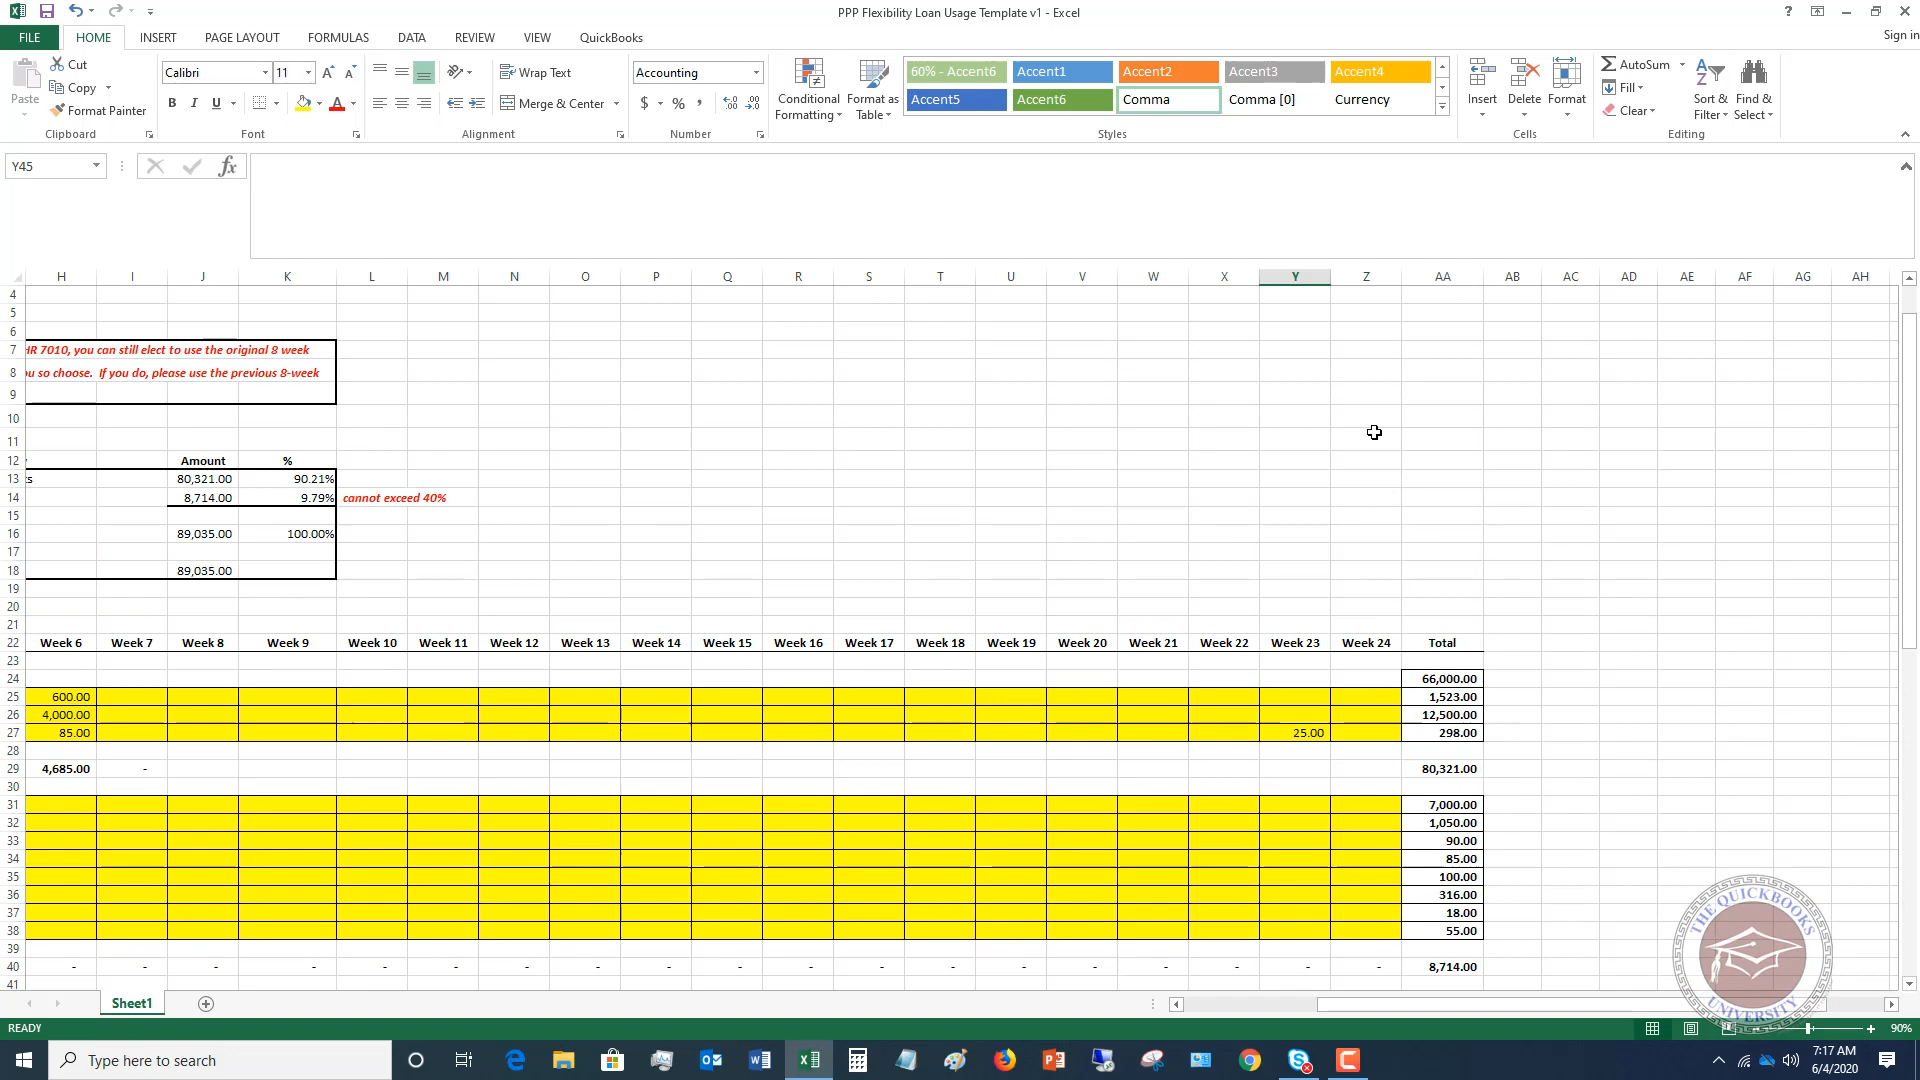 PPP Flexibility Loan Usage Template v1 - Excel
Sign in
FILE HOME INSERT PAGE LAYOUT FORMULAS DATA REVIEW VIEW QuickBooks
Paste Cut Copy Format Painter
Calibri 11
B I U
Wrap Text
Merge & Center
Accounting
$ % ,
Conditional Formatting
Format as Table
60% - Accent6 Accent1 Accent2 Accent3 Accent4
Accent5 Accent6 Comma Comma [0] Currency
Insert Delete Format
AutoSum
Fill
Clear
Sort & Filter
Find & Select
Clipboard Font Alignment Number Styles Cells Editing
Y45 fx
H I J K L M N O P Q R S T U V W X Y Z AA AB AC AD AE AF AG AH
4
5
6
7 HR 7010, you can still elect to use the original 8 week
8 ou so choose. If you do, please use the previous 8-week
9
10
11
12 Amount %
13 ts 80,321.00 90.21%
14 8,714.00 9.79% cannot exceed 40%
15
16 89,035.00 100.00%
17
18 89,035.00
19
20
21
22 Week 6 Week 7 Week 8 Week 9 Week 10 Week 11 Week 12 Week 13 Week 14 Week 15 Week 16 Week 17 Week 18 Week 19 Week 20 Week 21 Week 22 Week 23 Week 24 Total
23
24 66,000.00
25 600.00 1,523.00
26 4,000.00 12,500.00
27 85.00 25.00 298.00
28
29 4,685.00 - 80,321.00
30
31 7,000.00
32 1,050.00
33 90.00
34 85.00
35 100.00
36 316.00
37 18.00
38 55.00
39
40 - - - - - - - - - - - - - - - - - - - 8,714.00
41
THE QUICKBOOKS UNIVERSITY
Sheet1
READY 90%
Type here to search
7:17 AM
6/4/2020